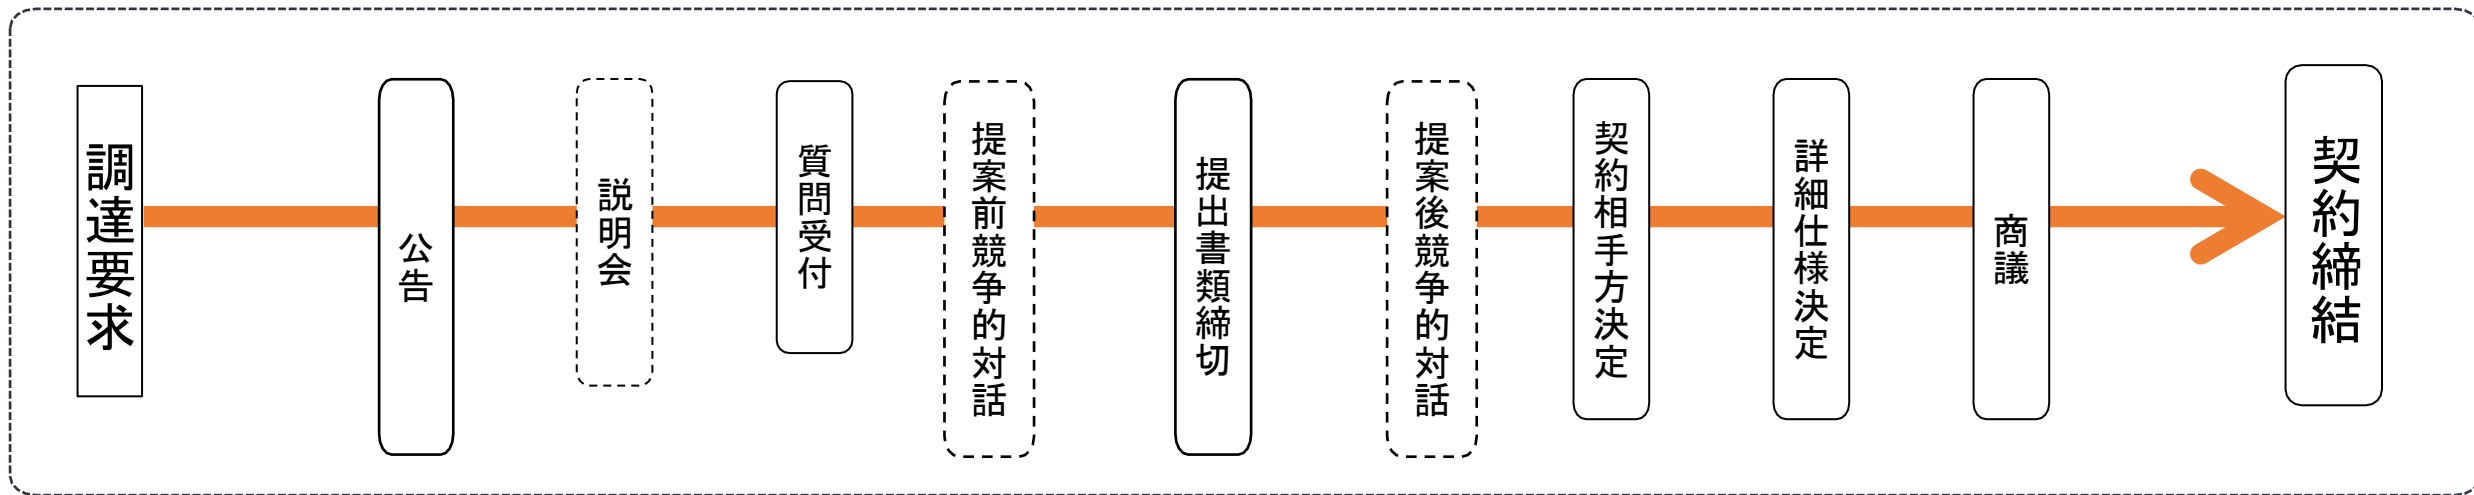 調達要求
公告
説明会
質問受付
提案前競争的対話
提出書類締切
提案後競争的対話
契約相手方決定
詳細仕様決定
商議
契約締結